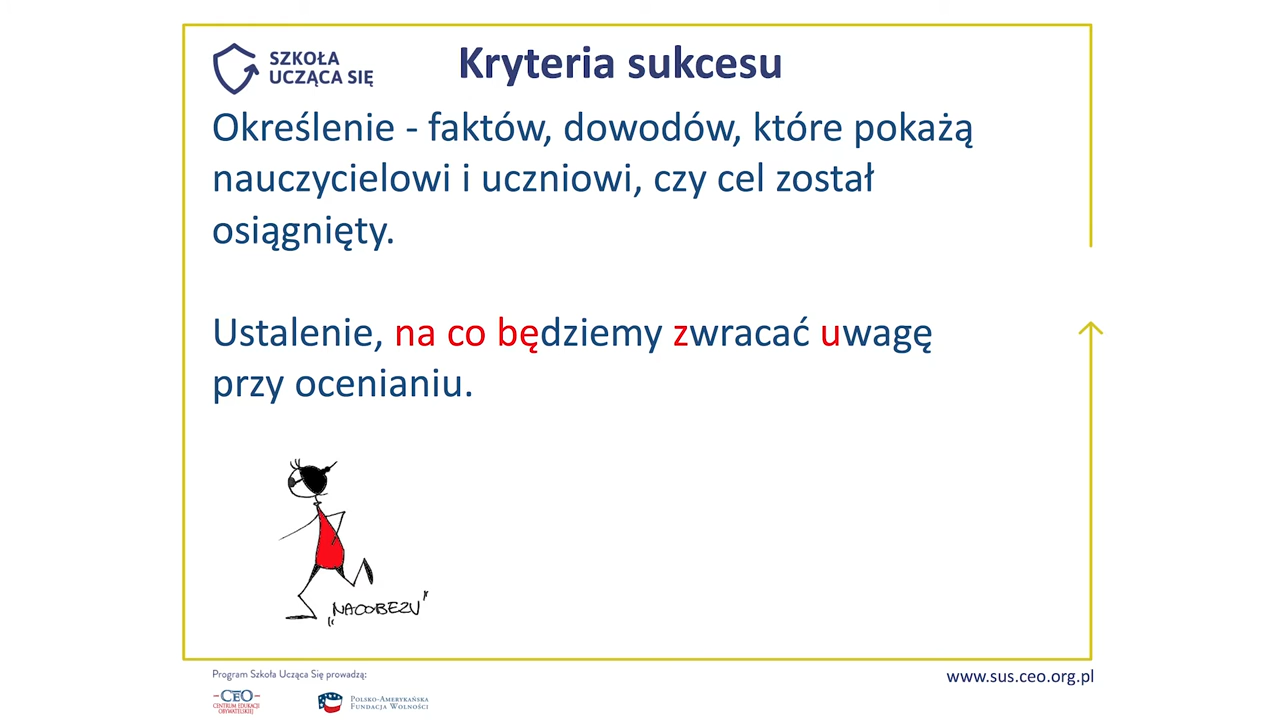 SZKOŁA
UCZĄCA SIĘ
Kryteria sukcesu
Określenie - faktów, dowodów, które pokażą
nauczycielowi i uczniowi, czy cel został
osiągnięty.
Ustalenie, na co będziemy zwracać uwagę
przy ocenianiu.
„NACOBEZU”
Program Szkoła Ucząca Się prowadzą:
www.sus.ceo.org.pl
CEO
CENTRUM EDUKACJI
OBYWATELSKIEJ
POLSKO-AMERYKAŃSKA
FUNDACJA WOLNOŚCI